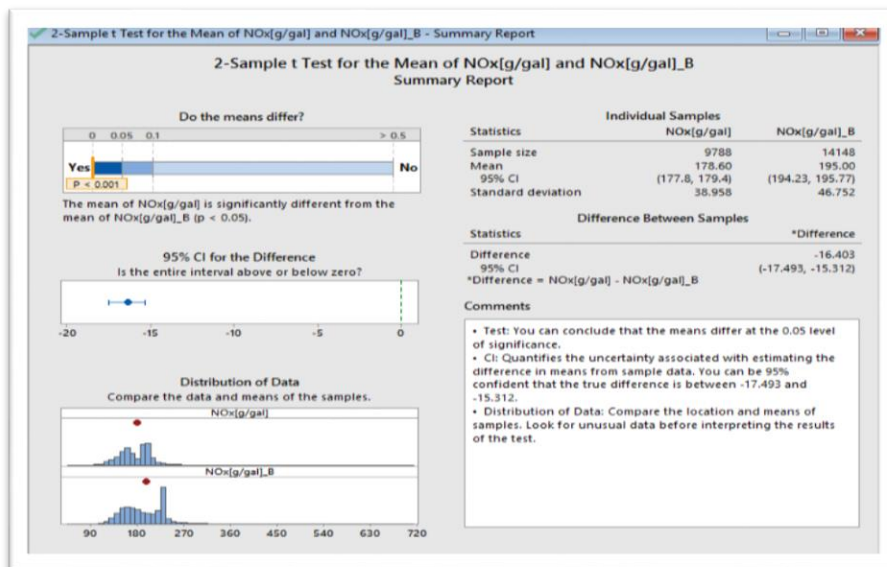 2-Sample t Test for the Mean of NOx[g/gal] and NOx[g/gal]_B - Summary Report
2-Sample t Test for the Mean of NOx[g/gal] and NOx[g/gal]_B
Summary Report
Do the means differ?
0 0.05 0.1 > 0.5
Yes No
P < 0.001
The mean of NOx[g/gal] is significantly different from the
mean of NOx[g/gal]_B (p < 0.05).
95% CI for the Difference
Is the entire interval above or below zero?
-20 -15 -10 -5 0
Distribution of Data
Compare the data and means of the samples.
NOx[g/gal]
NOx[g/gal]_B
90 180 270 360 450 540 630 720
Individual Samples
Statistics NOx[g/gal] NOx[g/gal]_B
Sample size 9788 14148
Mean 178.60 195.00
95% CI (177.8, 179.4) (194.23, 195.77)
Standard deviation 38.958 46.752
Difference Between Samples
Statistics *Difference
Difference -16.403
95% CI (-17.493, -15.312)
*Difference = NOx[g/gal] - NOx[g/gal]_B
Comments
• Test: You can conclude that the means differ at the 0.05 level
of significance.
• CI: Quantifies the uncertainty associated with estimating the
difference in means from sample data. You can be 95%
confident that the true difference is between -17.493 and
-15.312.
• Distribution of Data: Compare the location and means of
samples. Look for unusual data before interpreting the results
of the test.